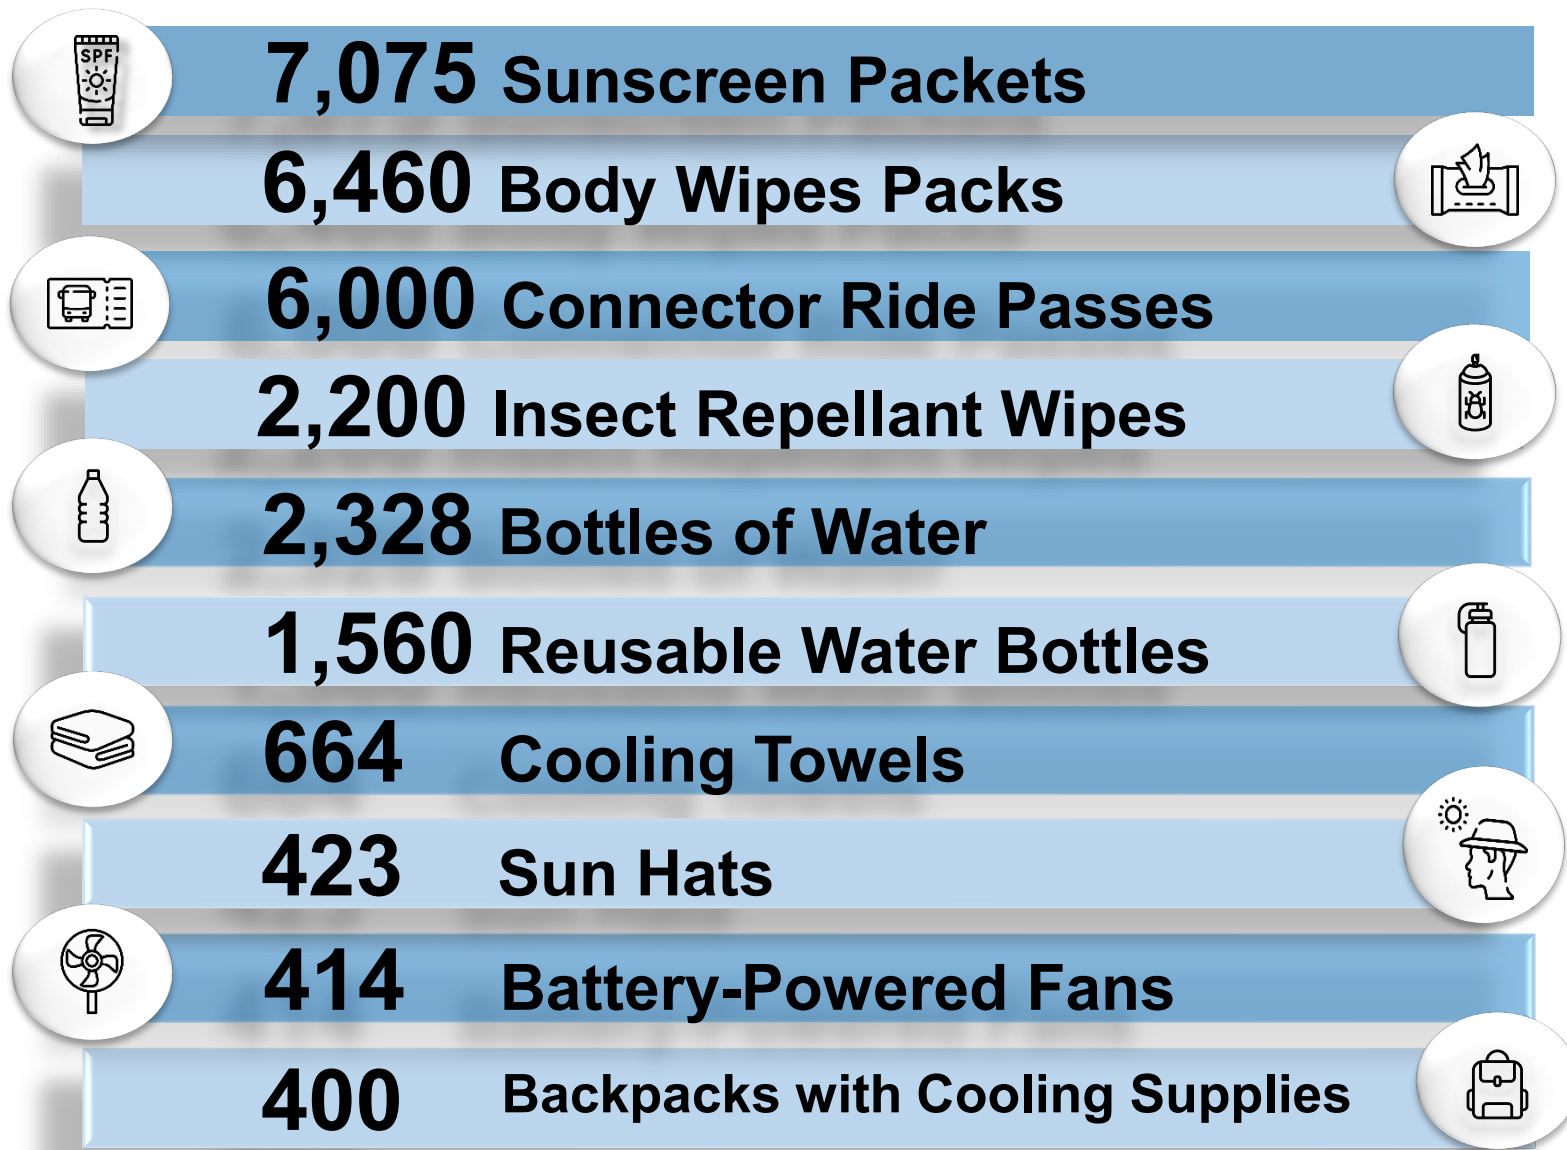 SPF
7,075 Sunscreen Packets
6,460 Body Wipes Packs
6,000 Connector Ride Passes
2,200 Insect Repellant Wipes
2,328 Bottles of Water
1,560 Reusable Water Bottles
664 Cooling Towels
423 Sun Hats
414 Battery-Powered Fans
400 Backpacks with Cooling Supplies